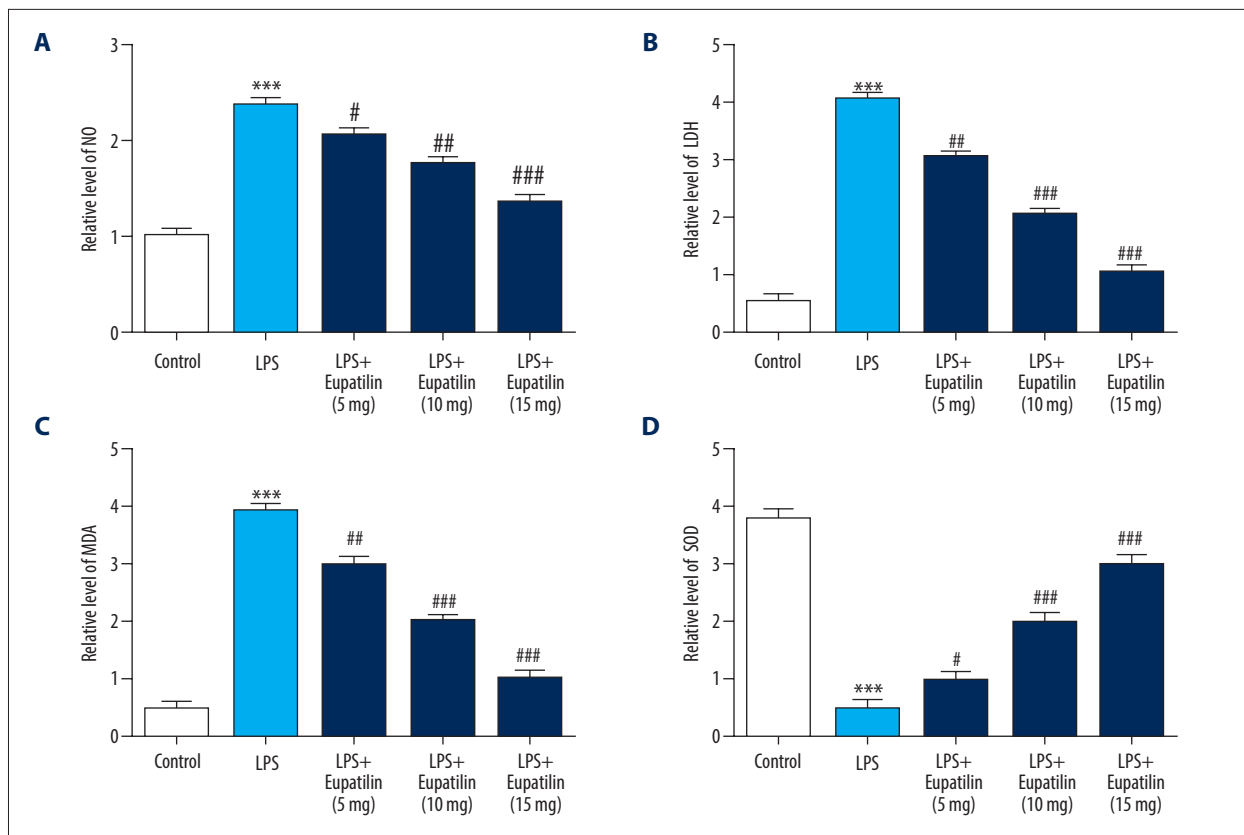 A
Relative level of NO
3
2
1
0
***
#
##
###
Control
LPS
LPS+
Eupatilin
(5 mg)
LPS+
Eupatilin
(10 mg)
LPS+
Eupatilin
(15 mg)
B
Relative level of LDH
5
4
3
2
1
0
***
##
###
###
Control
LPS
LPS+
Eupatilin
(5 mg)
LPS+
Eupatilin
(10 mg)
LPS+
Eupatilin
(15 mg)
C
Relative level of MDA
5
4
3
2
1
0
***
##
###
###
Control
LPS
LPS+
Eupatilin
(5 mg)
LPS+
Eupatilin
(10 mg)
LPS+
Eupatilin
(15 mg)
D
Relative level of SOD
5
4
3
2
1
0
***
#
###
###
Control
LPS
LPS+
Eupatilin
(5 mg)
LPS+
Eupatilin
(10 mg)
LPS+
Eupatilin
(15 mg)